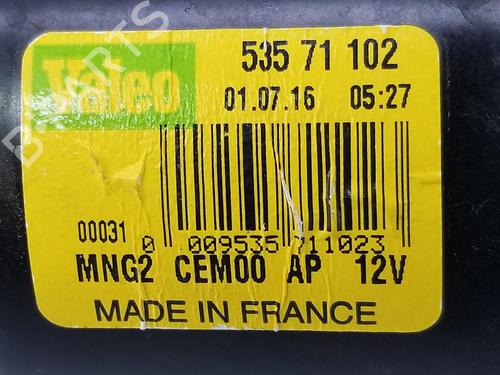 B-PARTS
Valeo
535 71 102
01.07.16 05:27
00031
0 009535 711023
MNG2 CEM00 AP 12V
MADE IN FRANCE